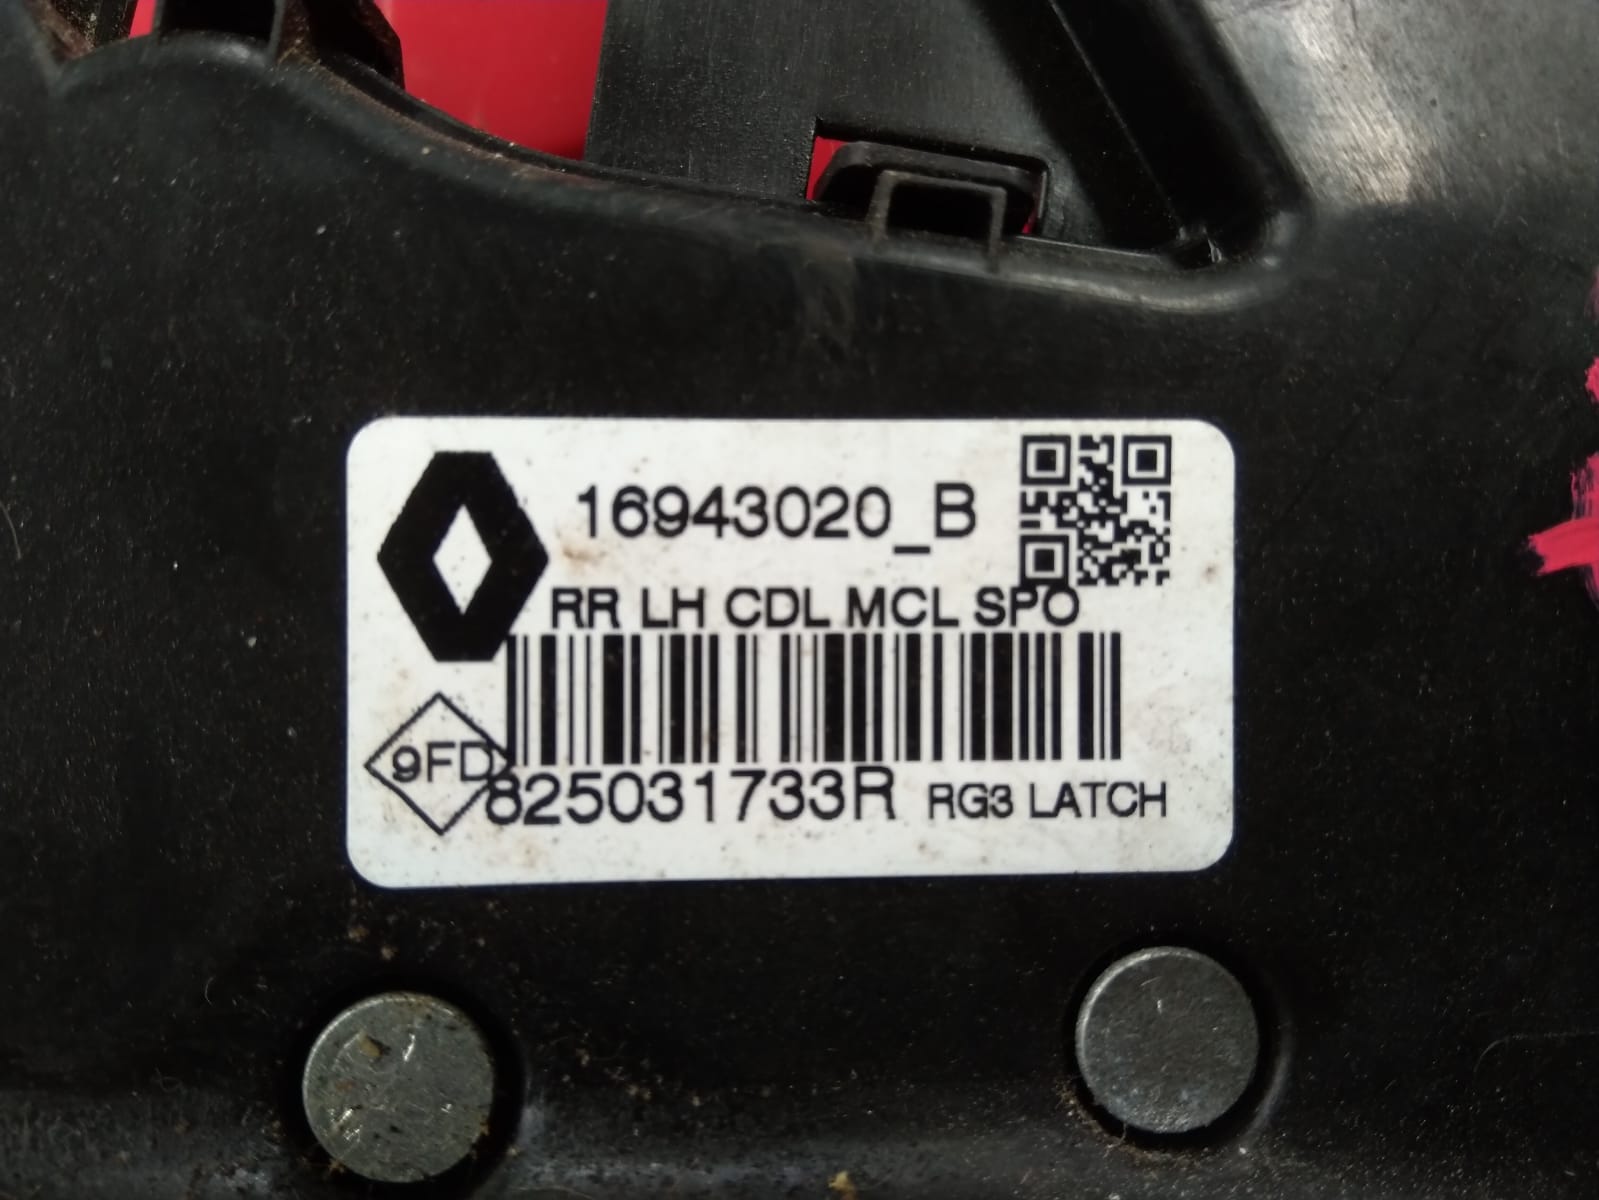 16943020_B
RR LH CDL MCL SPO
9FD
825031733R RG3 LATCH